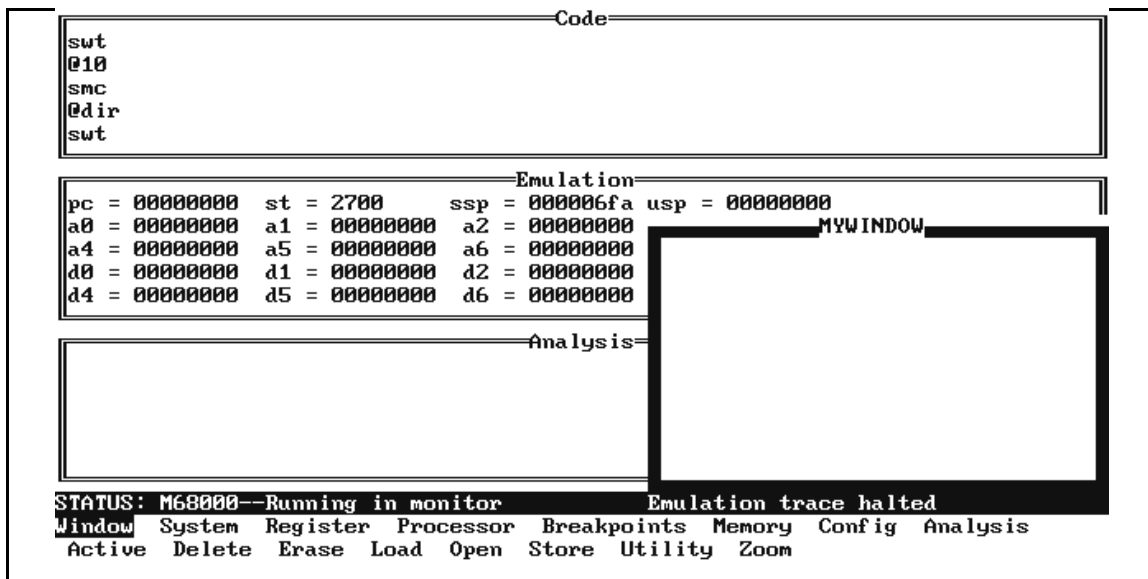 Code
swt
@10
smc
@dir
swt
Emulation
pc = 00000000 st = 2700 ssp = 000006fa usp = 00000000
a0 = 00000000 a1 = 00000000 a2 = 00000000
a4 = 00000000 a5 = 00000000 a6 = 00000000
d0 = 00000000 d1 = 00000000 d2 = 00000000
d4 = 00000000 d5 = 00000000 d6 = 00000000
MYWINDOW
Analysis
STATUS: M68000--Running in monitor Emulation trace halted
Window System Register Processor Breakpoints Memory Config Analysis
Active Delete Erase Load Open Store Utility Zoom